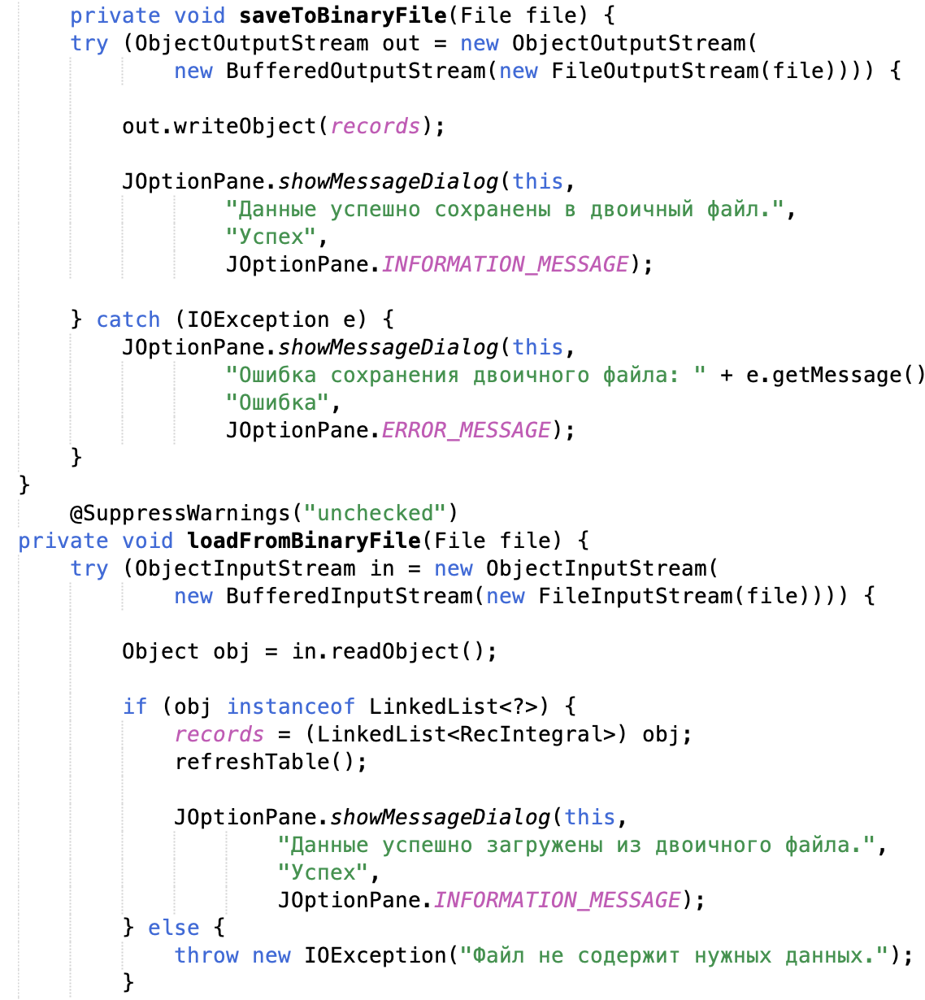 private void saveToBinaryFile(File file) {
try (ObjectOutputStream out = new ObjectOutputStream(
new BufferedOutputStream(new FileOutputStream(file)))) {
out.writeObject(records);
JOptionPane.showMessageDialog(this,
"Данные успешно сохранены в двоичный файл.",
"Успех",
JOptionPane.INFORMATION_MESSAGE);
} catch (IOException e) {
JOptionPane.showMessageDialog(this,
"Ошибка сохранения двоичного файла: " + e.getMessage()
"Ошибка",
JOptionPane.ERROR_MESSAGE);
}
}
@SuppressWarnings("unchecked")
private void loadFromBinaryFile(File file) {
try (ObjectInputStream in = new ObjectInputStream(
new BufferedInputStream(new FileInputStream(file)))) {
Object obj = in.readObject();
if (obj instanceof LinkedList<?>) {
records = (LinkedList<RecIntegral>) obj;
refreshTable();
JOptionPane.showMessageDialog(this,
"Данные успешно загружены из двоичного файла.",
"Успех",
JOptionPane.INFORMATION_MESSAGE);
} else {
throw new IOException("Файл не содержит нужных данных.");
}